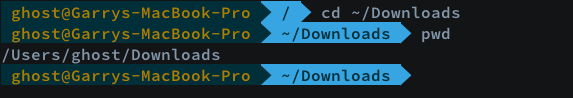 ghost@Garrys-MacBook-Pro / cd ~/Downloads
ghost@Garrys-MacBook-Pro ~/Downloads pwd
/Users/ghost/Downloads
ghost@Garrys-MacBook-Pro ~/Downloads